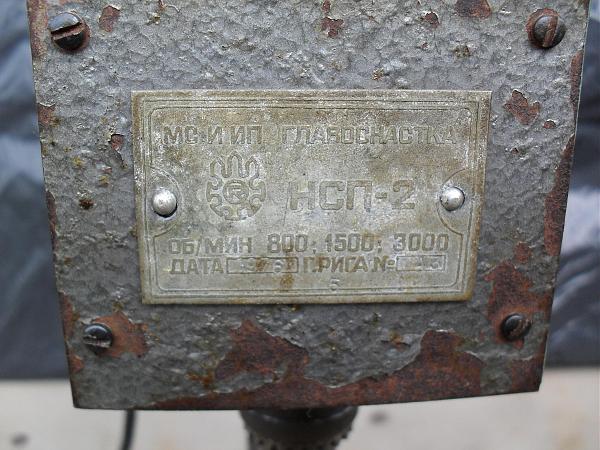 МС И ИП ГЛАВОСНАСТКА
НСП-2
ОБ/МИН 800: 1500: 3000
ДАТА Г.РИГА №
5